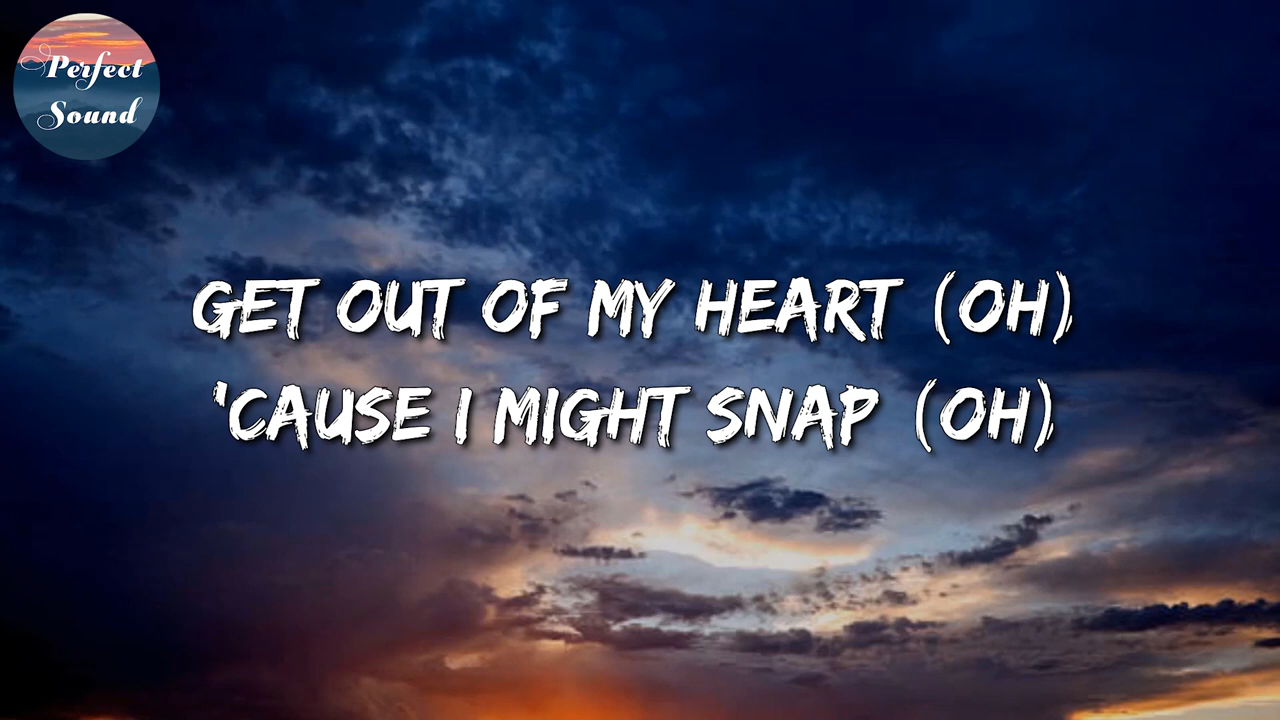 Perfect
Sound
GET OUT OF MY HEART (OH)
'CAUSE I MIGHT SNAP (OH)